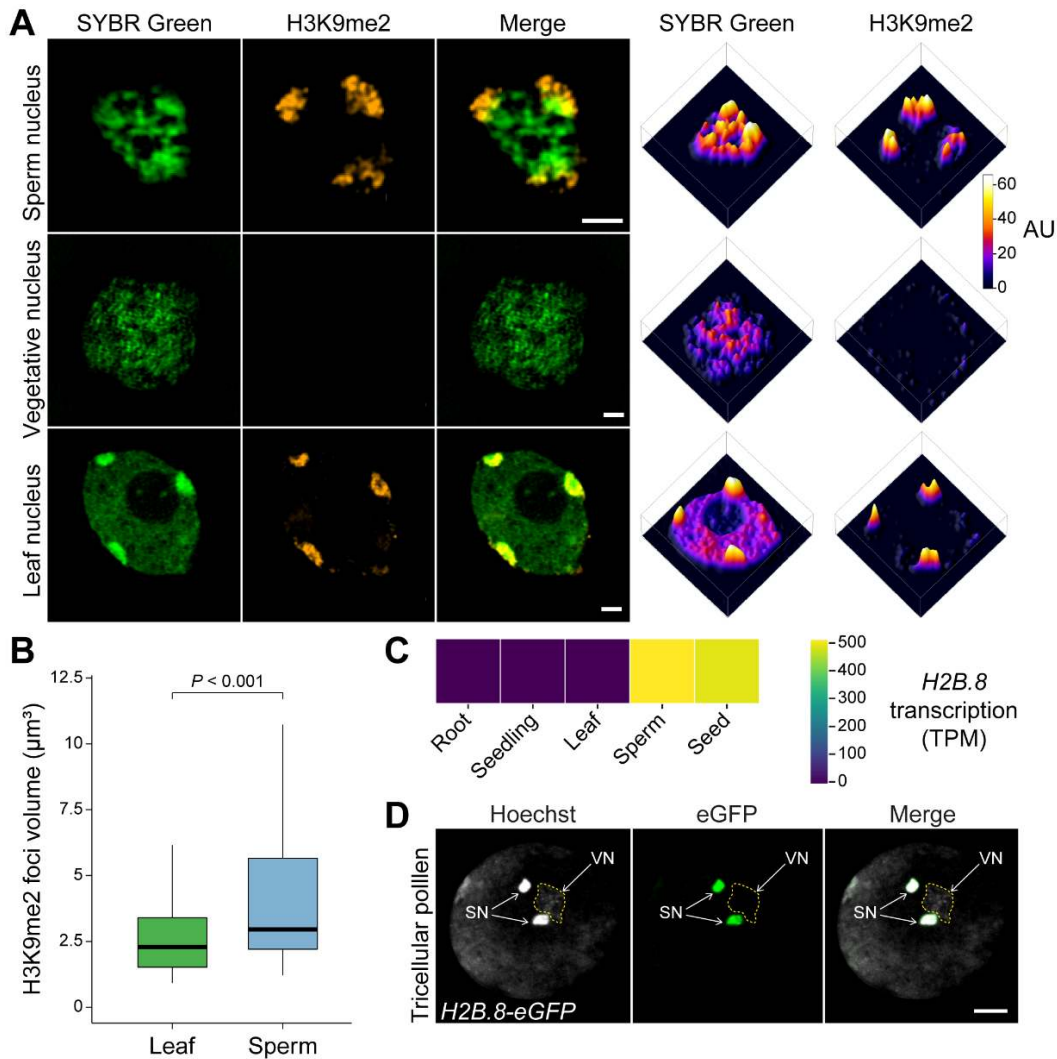 A
SYBR Green H3K9me2 Merge SYBR Green H3K9me2
Sperm nucleus
60
40
20
0
AU
Vegetative nucleus
Leaf nucleus
B
P < 0.001
H3K9me2 foci volume (μm³)
12.5
10
7.5
5
2.5
0
Leaf Sperm
C
Root Seedling Leaf Sperm Seed
500
400
300
200
100
0
H2B.8
transcription
(TPM)
D
Hoechst eGFP Merge
Tricellular polllen
VN VN VN
SN SN SN
H2B.8-eGFP